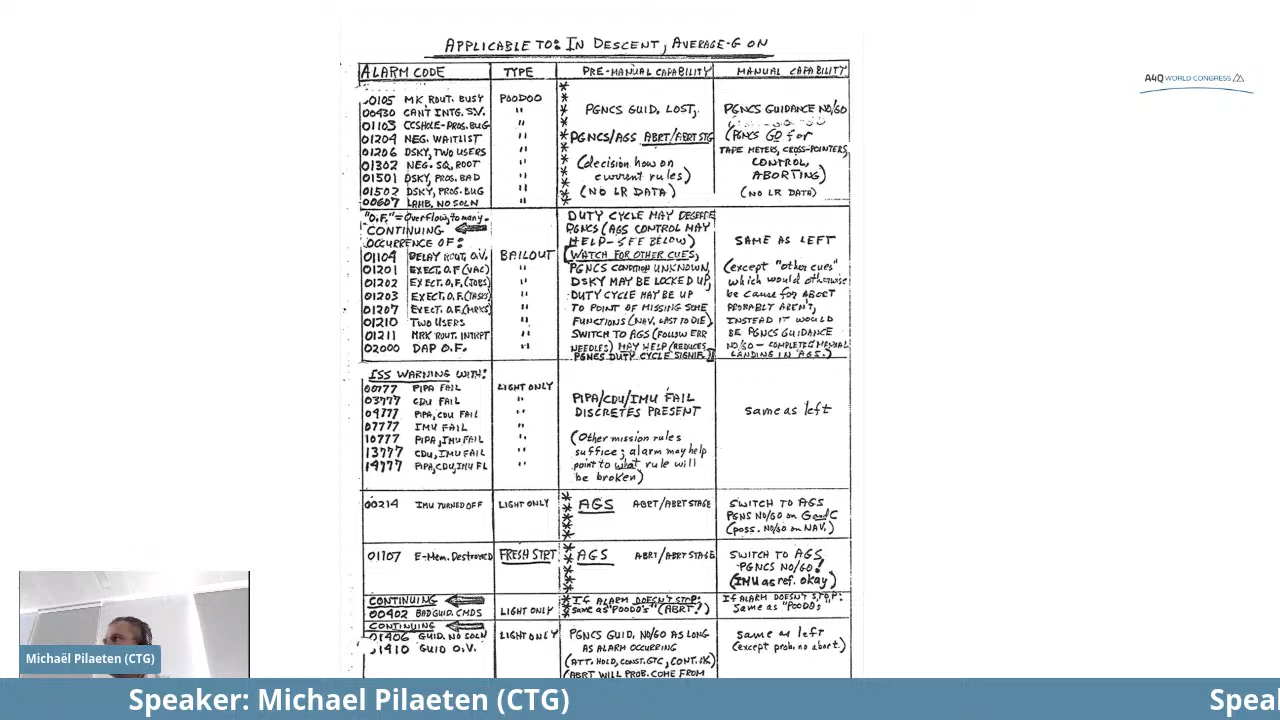 APPLICABLE TO: IN DESCENT, AVERAGE-G ON
ALARM CODE TYPE PRE-MANUAL CAPABILITY MANUAL CAPABILITY
00105 MK ROUT. BUSY POODOO
00430 CAN'T INTG. S.V. "
01103 CCSHOLE-PROG. BUG "
01204 NEG. WAITLIST "
01206 DSKY, TWO USERS "
01302 NEG. SQ. ROOT "
01501 DSKY, PROG. BAD "
01502 DSKY, PROG. BUG "
00607 LAMB, NO SOLN "
PGNCS GUID. LOST,
PGNCS/AGS ABRT/ABRT STG
(decision how on
current rules)
(NO LR DATA)
PGNCS GUIDANCE NO/GO
(PGNCS GO for
TAPE METERS, CROSS-POINTERS,
CONTROL,
ABORTING)
(NO LR DATA)
"O.F."=Overflow, to many.
CONTINUING
OCCURRENCE OF:
01104 DELAY ROUT. O.V. BAILOUT
01201 EXECT. O.F (VAC) "
01202 EXECT. O.F. (JOBS) "
01203 EXECT. O.F. (TASKS) "
01207 EXECT. O.F. (MRKS) "
01210 TWO USERS "
01211 MRK ROUT. INTRPT "
02000 DAP O.F. "
DUTY CYCLE MAY DEGRADE
PGNCS (AGS CONTROL MAY
HELP-SEE BELOW)
(WATCH FOR OTHER CUES,
PGNCS CONDITION UNKNOWN,
DSKY MAY BE LOCKED UP,
DUTY CYCLE MAY BE UP
TO POINT OF MISSING SOME
FUNCTIONS (NAV. LAST TO DIE),
SWITCH TO AGS (FOLLOW ERR
NEEDLES) MAY HELP (REDUCES
PGNCS DUTY CYCLE SIGNIF.))
SAME AS LEFT
(except "other cues"
which would otherwise
be cause for ABORT
PROBABLY AREN'T,
INSTEAD IT WOULD
BE PGNCS GUIDANCE
NO/GO - COMPLETED MANUAL
LANDING IN AGS.)
ISS WARNING WITH:
00777 PIPA FAIL LIGHT ONLY
03777 CDU FAIL "
04777 PIPA, CDU FAIL "
07777 IMU FAIL "
10777 PIPA, IMU FAIL "
13777 CDU, IMU FAIL "
14777 PIPA, CDU, IMU FL "
PIPA/CDU/IMU FAIL
DISCRETES PRESENT
(Other mission rules
suffice; alarm may help
point to what rule will
be broken)
same as left
00214 IMU TURNED OFF LIGHT ONLY AGS ABRT/ABRT STAGE
SWITCH TO AGS
PGNS NO/GO on G and C
(poss. NO/GO on NAV.)
01107 E-Mem. Destroyed FRESH STRT AGS ABRT/ABRT STAGE
SWITCH TO AGS,
PGNCS NO/GO!
(IMU as ref. okay)
CONTINUING
00402 BAD GUID. CMDS LIGHT ONLY
IF ALARM DOESN'T STOP:
same as "POODO's" (ABRT!)
If ALARM DOESN'T STOP:
Same as "POODO's
CONTINUING
01406 GUID. NO SOLN LIGHT ONLY
01410 GUID O.V.
PGNCS GUID. NO/GO AS LONG
AS ALARM OCCURRING
(ATT. HOLD, CONST. GTC, CONT. OK)
(ABRT WILL PROB. COME FROM
same as left
(except prob. no abort.)
A4Q WORLD CONGRESS
Michaël Pilaeten (CTG)
Speaker: Michael Pilaeten (CTG) Speal